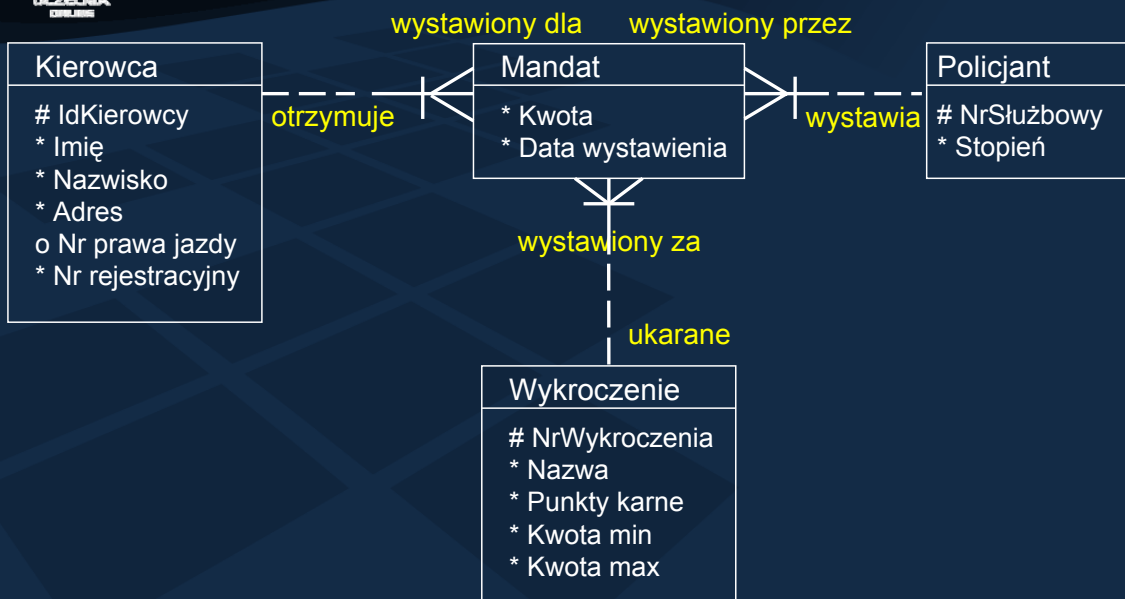 wystawiony dla wystawiony przez
Kierowca
# IdKierowcy
* Imię
* Nazwisko
* Adres
o Nr prawa jazdy
* Nr rejestracyjny
otrzymuje
Mandat
* Kwota
* Data wystawienia
wystawia
Policjant
# NrSłużbowy
* Stopień
wystawiony za
ukarane
Wykroczenie
# NrWykroczenia
* Nazwa
* Punkty karne
* Kwota min
* Kwota max